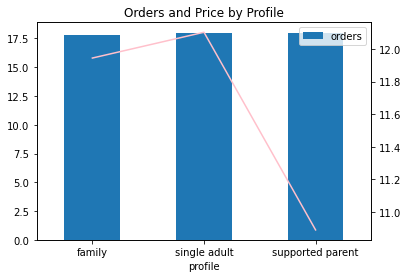 Orders and Price by Profile
orders
17.5
15.0
12.5
10.0
7.5
5.0
2.5
0.0
12.0
11.8
11.6
11.4
11.2
11.0
family
single adult
supported parent
profile